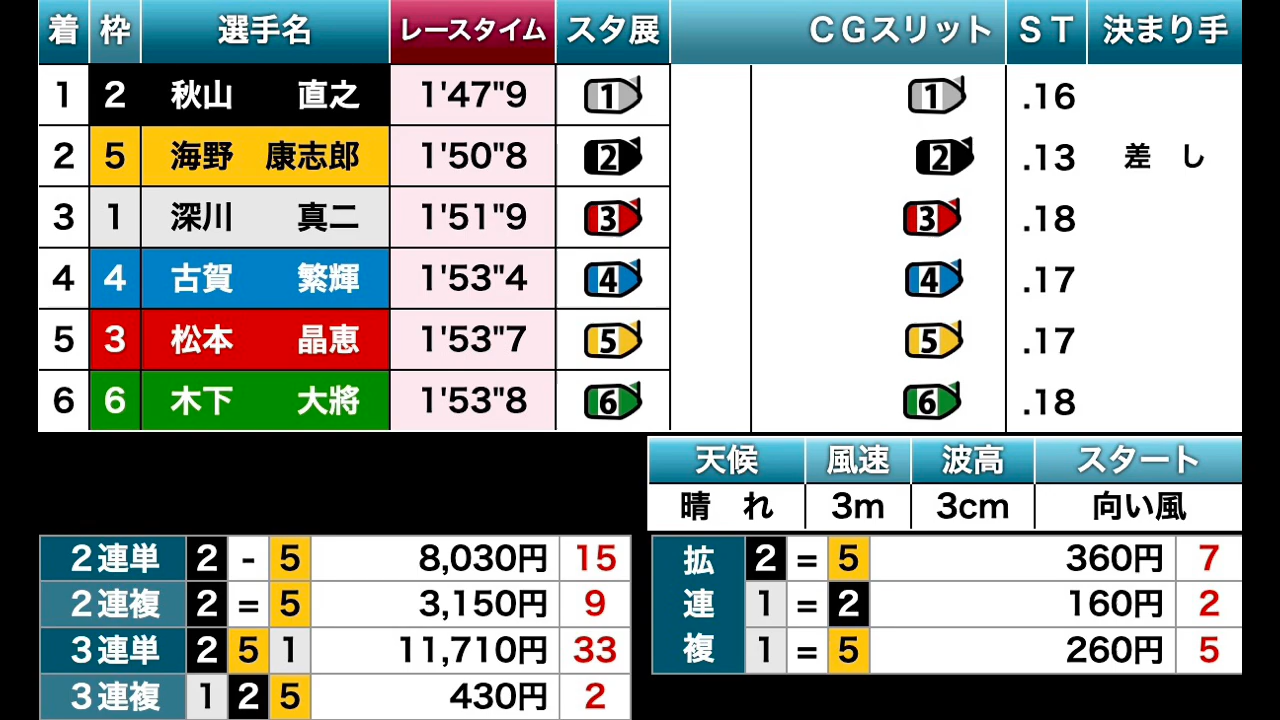 着 枠 選手名 レースタイム スタ展 CGスリット ST 決まり手
1 2 秋山 直之 1'47"9 1 1 .16
2 5 海野 康志郎 1'50"8 2 2 .13 差 し
3 1 深川 真二 1'51"9 3 3 .18
4 4 古賀 繁輝 1'53"4 4 4 .17
5 3 松本 晶恵 1'53"7 5 5 .17
6 6 木下 大將 1'53"8 6 6 .18
天候 風速 波高 スタート
晴 れ 3m 3cm 向い風
2連単 2 - 5 8,030円 15
2連複 2 = 5 3,150円 9
3連単 2 5 1 11,710円 33
3連複 1 2 5 430円 2
拡 2 = 5 360円 7
連 1 = 2 160円 2
複 1 = 5 260円 5